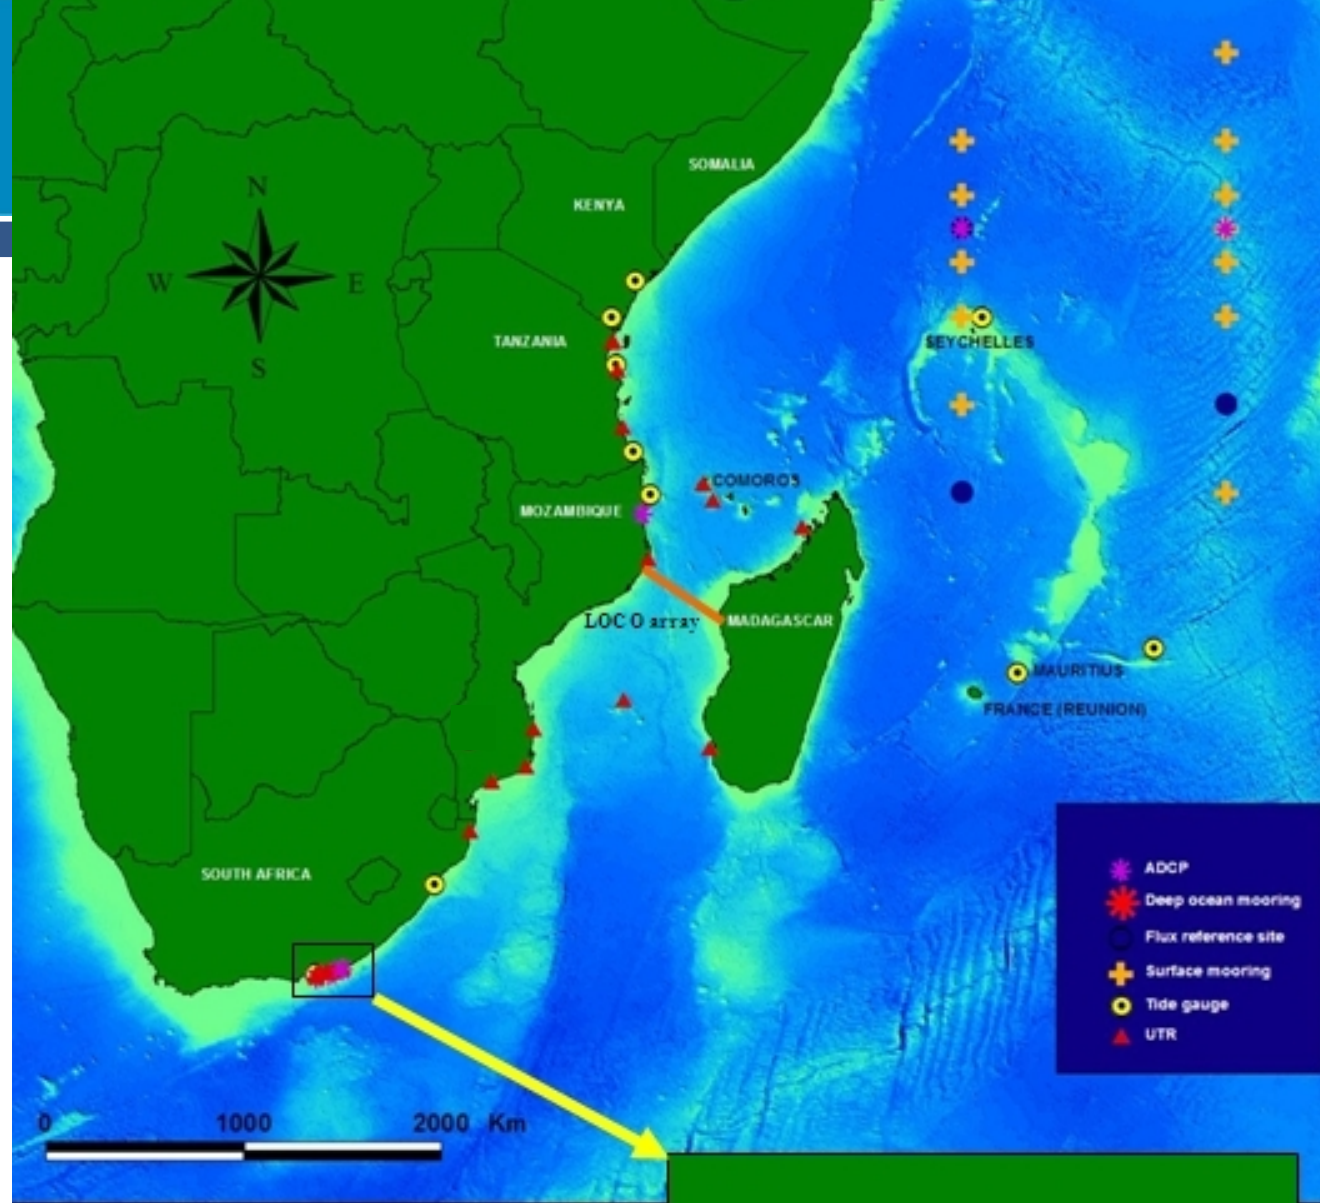 SOMALIA
N
KENYA
W
E
TANZANIA
SEYCHELLES
S
COMOROS
MOZAMBIQUE
LOCO array
MADAGASCAR
MAURITIUS
FRANCE (REUNION)
SOUTH AFRICA
ADCP
Deep ocean mooring
Flux reference site
Surface mooring
Tide gauge
UTR
0 1000 2000 Km